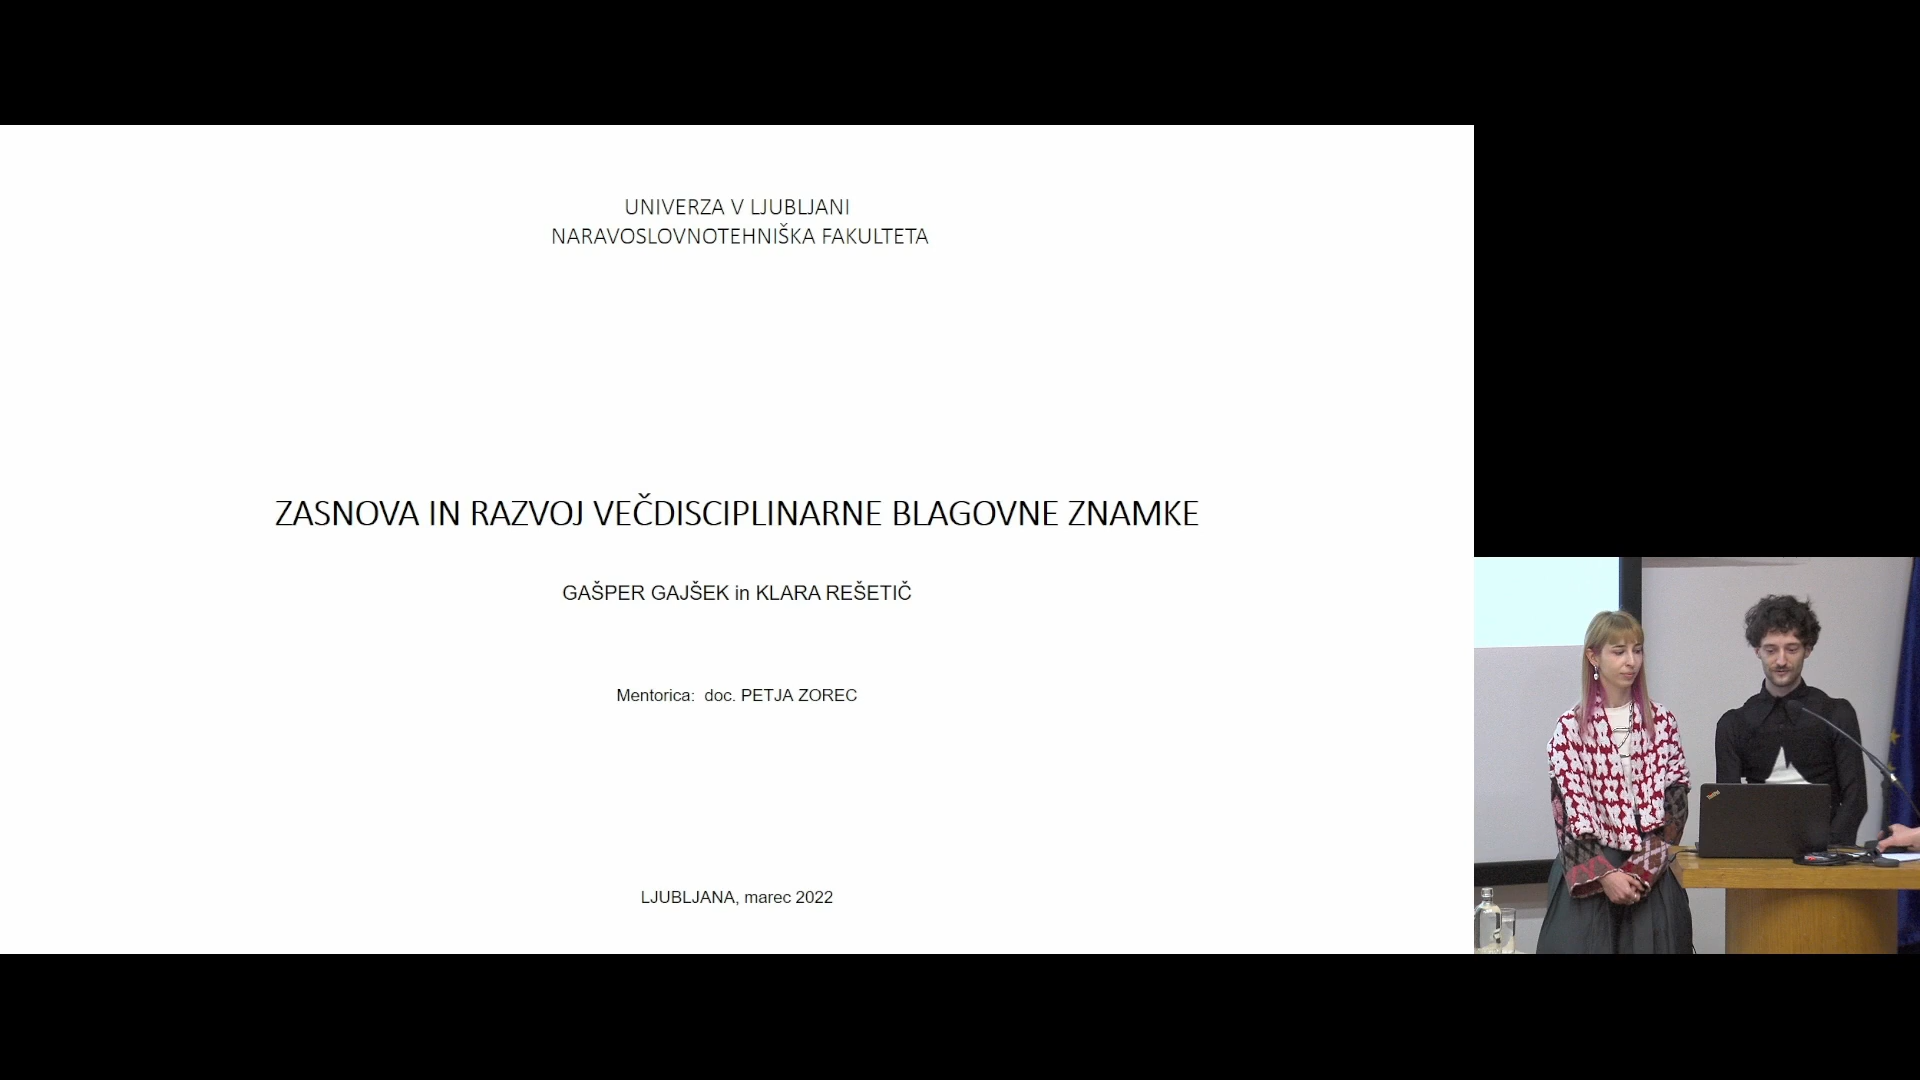 UNIVERZA V LJUBLJANI
NARAVOSLOVNOTEHNIŠKA FAKULTETA
ZASNOVA IN RAZVOJ VEČDISCIPLINARNE BLAGOVNE ZNAMKE
GAŠPER GAJŠEK in KLARA REŠETIČ
Mentorica: doc. PETJA ZOREC
LJUBLJANA, marec 2022